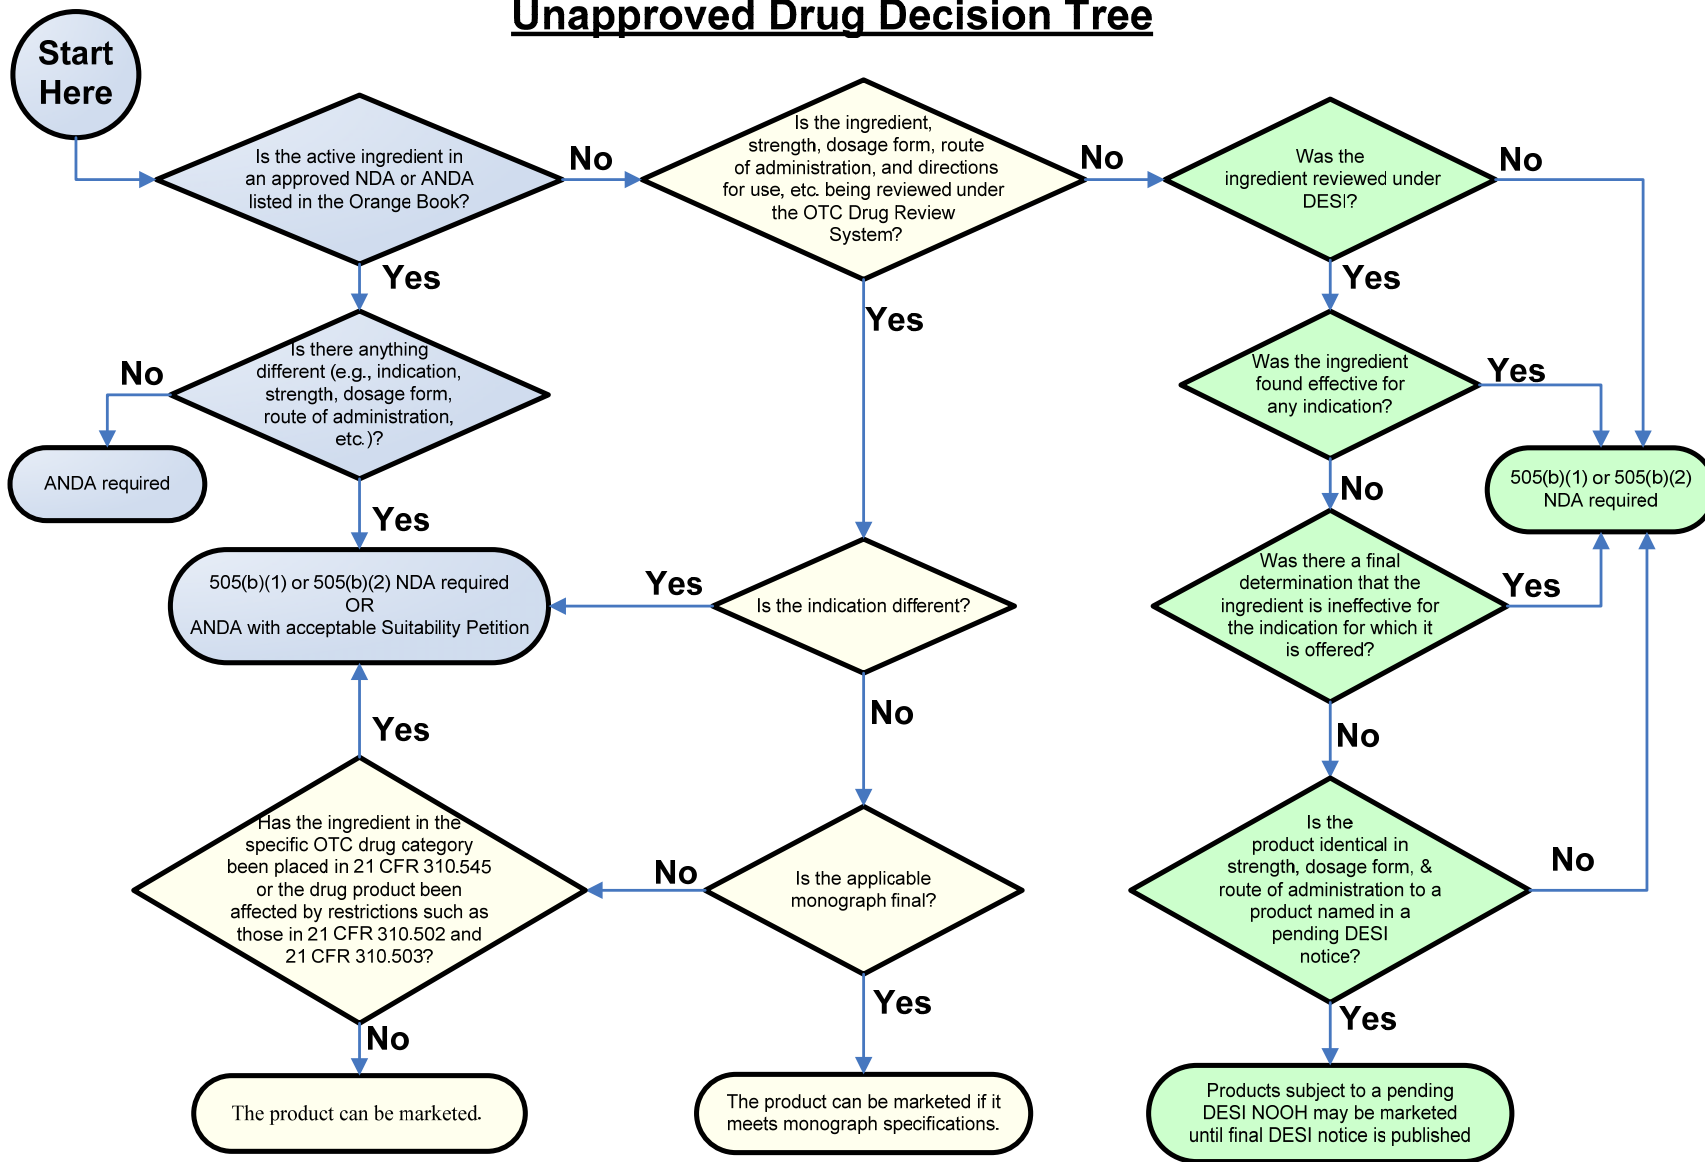 Unapproved Drug Decision Tree
Start
Here
Is the active ingredient in
an approved NDA or ANDA
listed in the Orange Book?
No
Is the ingredient,
strength, dosage form, route
of administration, and directions
for use, etc. being reviewed under
the OTC Drug Review
System?
No
Was the
ingredient reviewed under
DESI?
No
Yes
Yes
Yes
Is there anything
different (e.g., indication,
strength, dosage form,
route of administration,
etc.)?
No
ANDA required
Yes
Was the ingredient
found effective for
any indication?
Yes
No
505(b)(1) or 505(b)(2)
NDA required
505(b)(1) or 505(b)(2) NDA required
OR
ANDA with acceptable Suitability Petition
Yes
Is the indication different?
Was there a final
determination that the
ingredient is ineffective for
the indication for which it
is offered?
Yes
No
No
Yes
Has the ingredient in the
specific OTC drug category
been placed in 21 CFR 310.545
or the drug product been
affected by restrictions such as
those in 21 CFR 310.502 and
21 CFR 310.503?
No
Is the applicable
monograph final?
Is the
product identical in
strength, dosage form, &
route of administration to a
product named in a
pending DESI
notice?
No
No
Yes
Yes
The product can be marketed.
The product can be marketed if it
meets monograph specifications.
Products subject to a pending
DESI NOOH may be marketed
until final DESI notice is published